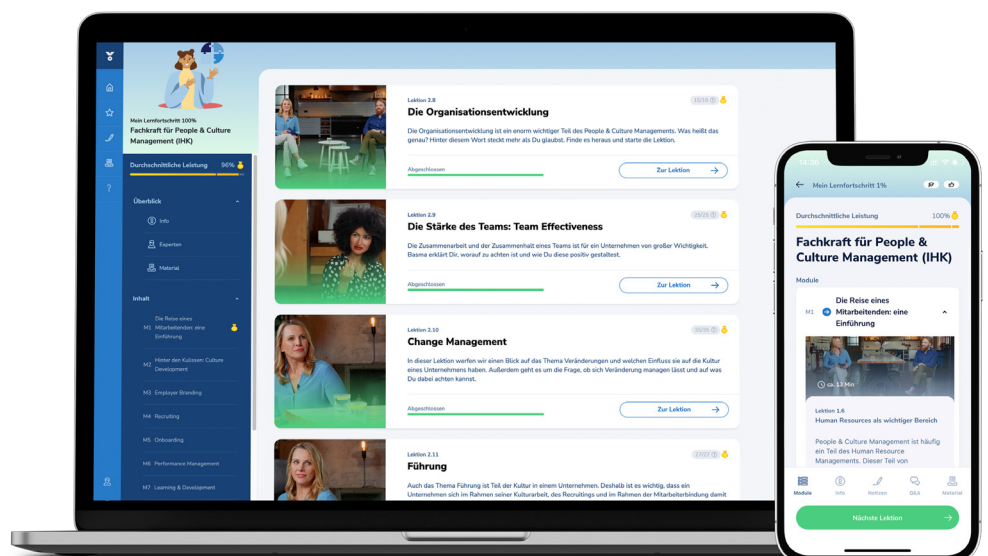 Mein Lernfortschritt 100%
Fachkraft für People & Culture
Management (IHK)
Durchschnittliche Leistung 96%
Überblick
Info
Experten
Material
Inhalt
M1 Die Reise eines
Mitarbeitenden: eine
Einführung
M2 Hinter den Kulissen: Culture
Development
M3 Employer Branding
M4 Recruiting
M5 Onboarding
M6 Performance Management
M7 Learning & Development
?
Lektion 2.8
15/15
Die Organisationsentwicklung
Die Organisationsentwicklung ist ein enorm wichtiger Teil des People & Culture Managements. Was heißt das
genau? Hinter diesem Wort steckt mehr als Du glaubst. Finde es heraus und starte die Lektion.
Abgeschlossen
Zur Lektion
Lektion 2.9
25/25
Die Stärke des Teams: Team Effectiveness
Die Zusammenarbeit und der Zusammenhalt eines Teams ist für ein Unternehmen von großer Wichtigkeit.
Basma erklärt Dir, worauf zu achten ist und wie Du diese positiv gestaltest.
Abgeschlossen
Zur Lektion
Lektion 2.10
35/35
Change Management
In dieser Lektion werfen wir einen Blick auf das Thema Veränderungen und welchen Einfluss sie auf die Kultur
eines Unternehmens haben. Außerdem geht es um die Frage, ob sich Veränderung managen lässt und auf was
Du dabei achten kannst.
Abgeschlossen
Zur Lektion
Lektion 2.11
27/27
Führung
Auch das Thema Führung ist Teil der Kultur in einem Unternehmen. Deshalb ist es wichtig, dass ein
Unternehmen sich im Rahmen seiner Kulturarbeit, des Recruitings und im Rahmen der Mitarbeiterbindung damit
14:30
Mein Lernfortschritt 1%
Durchschnittliche Leistung 100%
Fachkraft für People &
Culture Management (IHK)
Module
M1 Die Reise eines
Mitarbeitenden: eine
Einführung
ca. 13 Min
Lektion 1.6
Human Resources als wichtiger Bereich
People & Culture Management ist häufig
ein Teil des Human Resource
Managements. Dieser Teil von
Module Info Notizen Q&A Material
Nächste Lektion